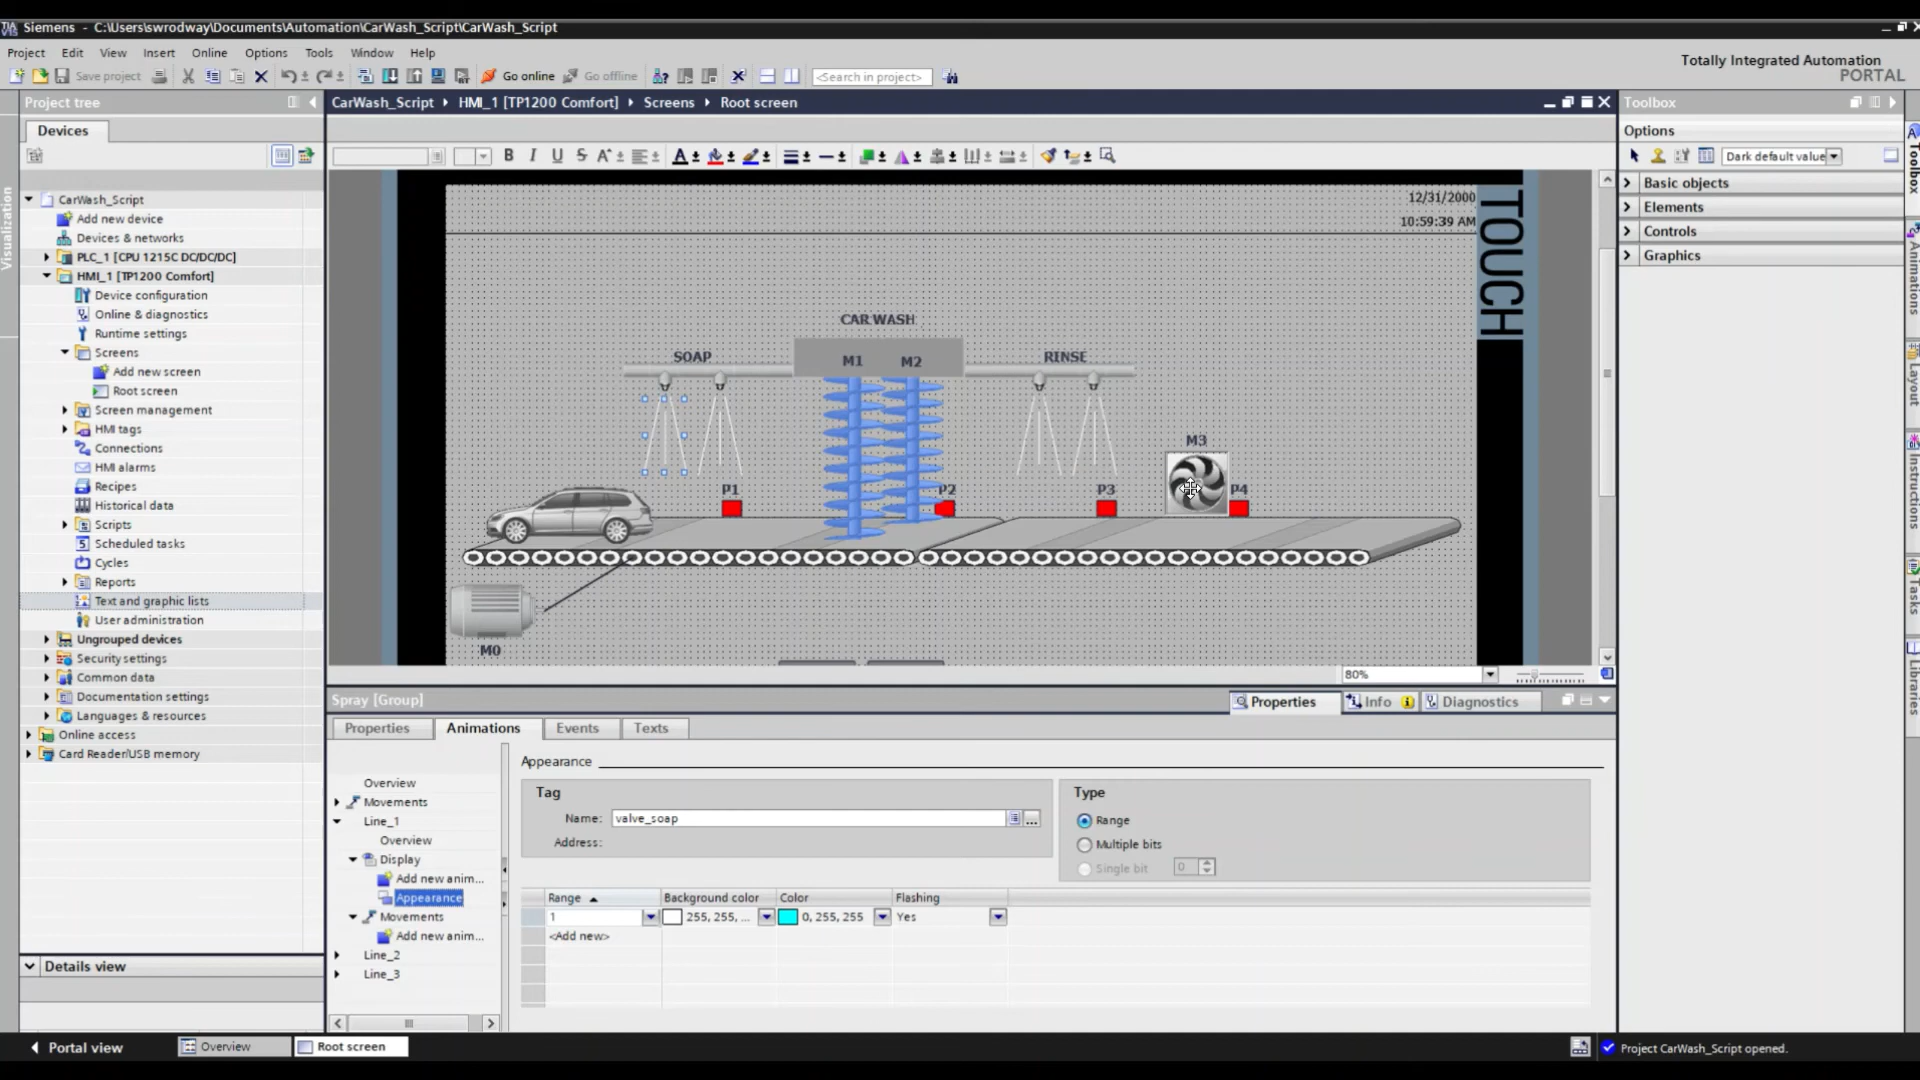 Siemens - C:\Users\swrodway\Documents\Automation\CarWash_Script\CarWash_Script
Project Edit View Insert Online Options Tools Window Help
Totally Integrated Automation
PORTAL
Save project
Go online
Go offline
<Search in project>
Project tree
CarWash_Script HMI_1 [TP1200 Comfort] Screens Root screen
Toolbox
Devices
Options
Dark default value
Basic objects
Elements
Controls
Graphics
Visualization
CarWash_Script
Add new device
Devices & networks
PLC_1 [CPU 1215C DC/DC/DC]
HMI_1 [TP1200 Comfort]
Device configuration
Online & diagnostics
Runtime settings
Screens
Add new screen
Root screen
Screen management
HMI tags
Connections
HMI alarms
Recipes
Historical data
Scripts
Scheduled tasks
Cycles
Reports
Text and graphic lists
User administration
Ungrouped devices
Security settings
Common data
Documentation settings
Languages & resources
Online access
Card Reader/USB memory
Details view
12/31/2000
10:59:39 AM
TOUCH
CAR WASH
SOAP
M1 M2
RINSE
M3
P1
P2
P3
P4
M0
80%
Toolbox
Animations
Layout
Instructions
Tasks
Libraries
Spray [Group]
Properties Info Diagnostics
Properties Animations Events Texts
Overview
Movements
Line_1
Overview
Display
Add new anim...
Appearance
Movements
Add new anim...
Line_2
Line_3
Appearance
Tag
Name: valve_soap
Address:
Type
Range
Multiple bits
Single bit 0
Range Background color Color Flashing
1 255, 255, ... 0, 255, 255 Yes
<Add new>
Portal view Overview Root screen
Project CarWash_Script opened.